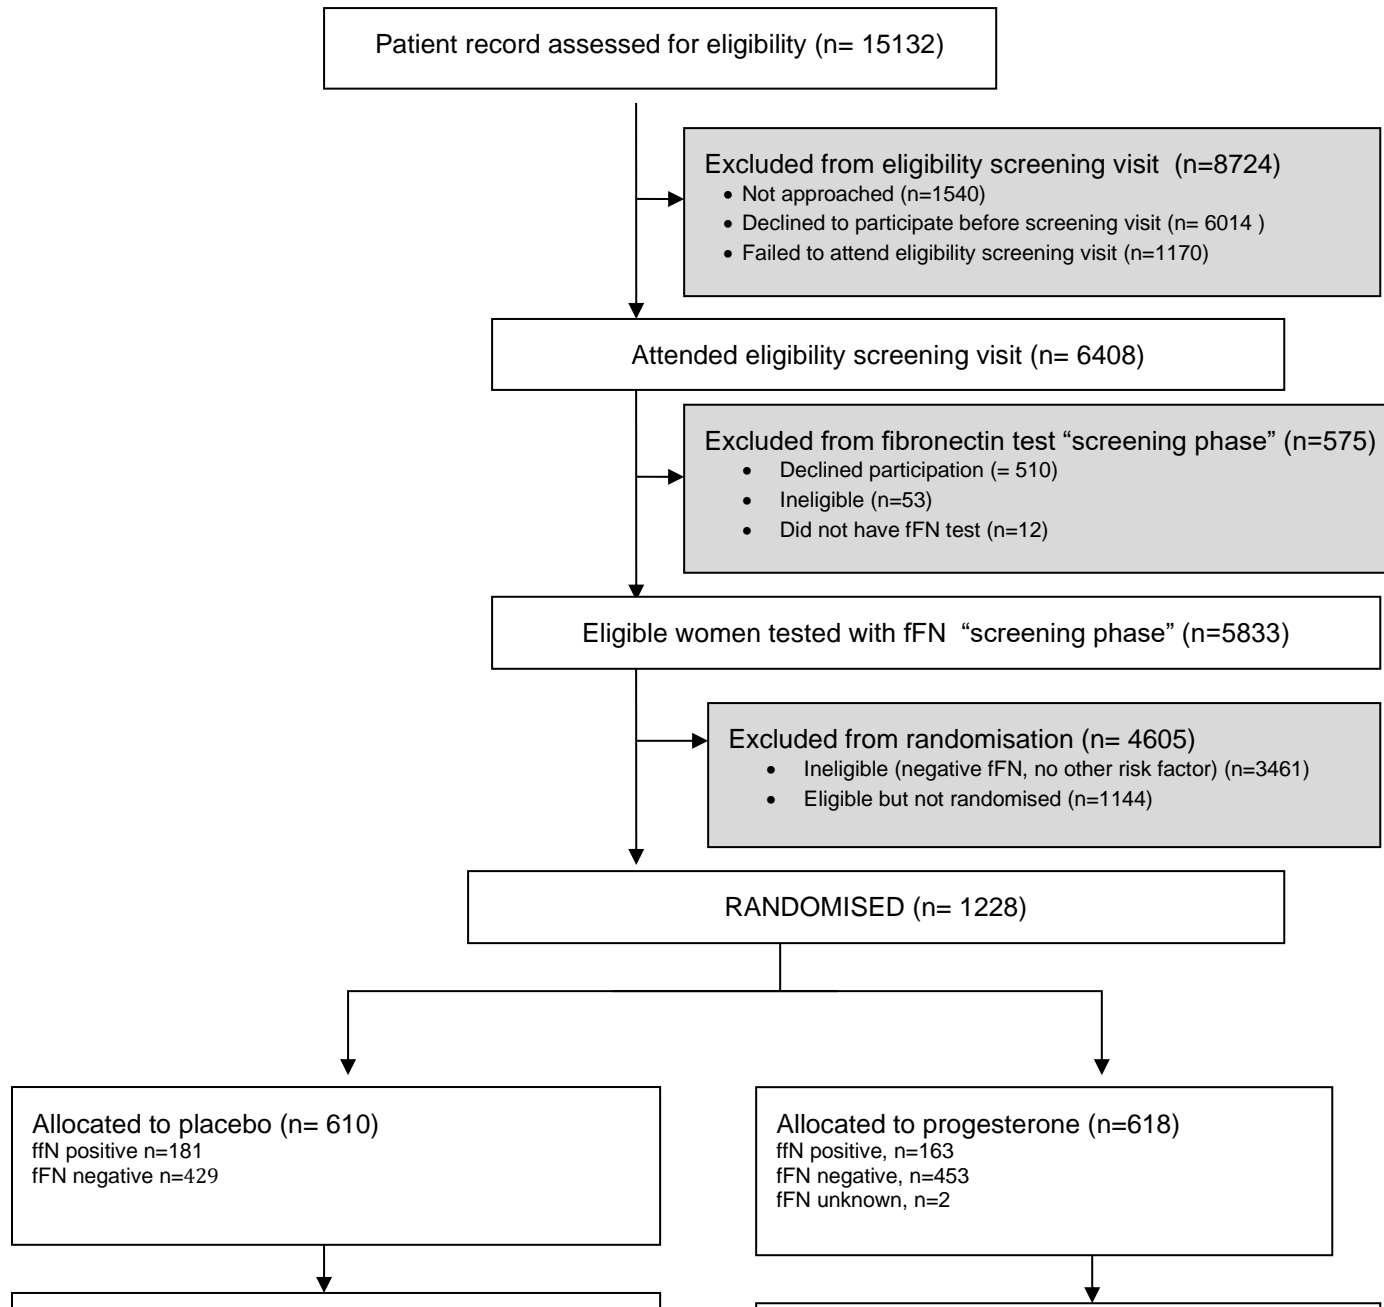 Patient record assessed for eligibility (n= 15132)
Excluded from eligibility screening visit  (n=8724)
• Not approached (n=1540)
• Declined to participate before screening visit (n= 6014 )
• Failed to attend eligibility screening visit (n=1170)
Attended eligibility screening visit (n= 6408)
Excluded from fibronectin test “screening phase” (n=575)
• Declined participation (= 510)
• Ineligible (n=53)
• Did not have fFN test (n=12)
Eligible women tested with fFN  “screening phase” (n=5833)
Excluded from randomisation (n= 4605)
• Ineligible (negative fFN, no other risk factor) (n=3461)
• Eligible but not randomised (n=1144)
RANDOMISED (n= 1228)
Allocated to placebo (n= 610)
ffN positive n=181
fFN negative n=429
Allocated to progesterone (n=618)
ffN positive, n=163
fFN negative, n=453
fFN unknown, n=2